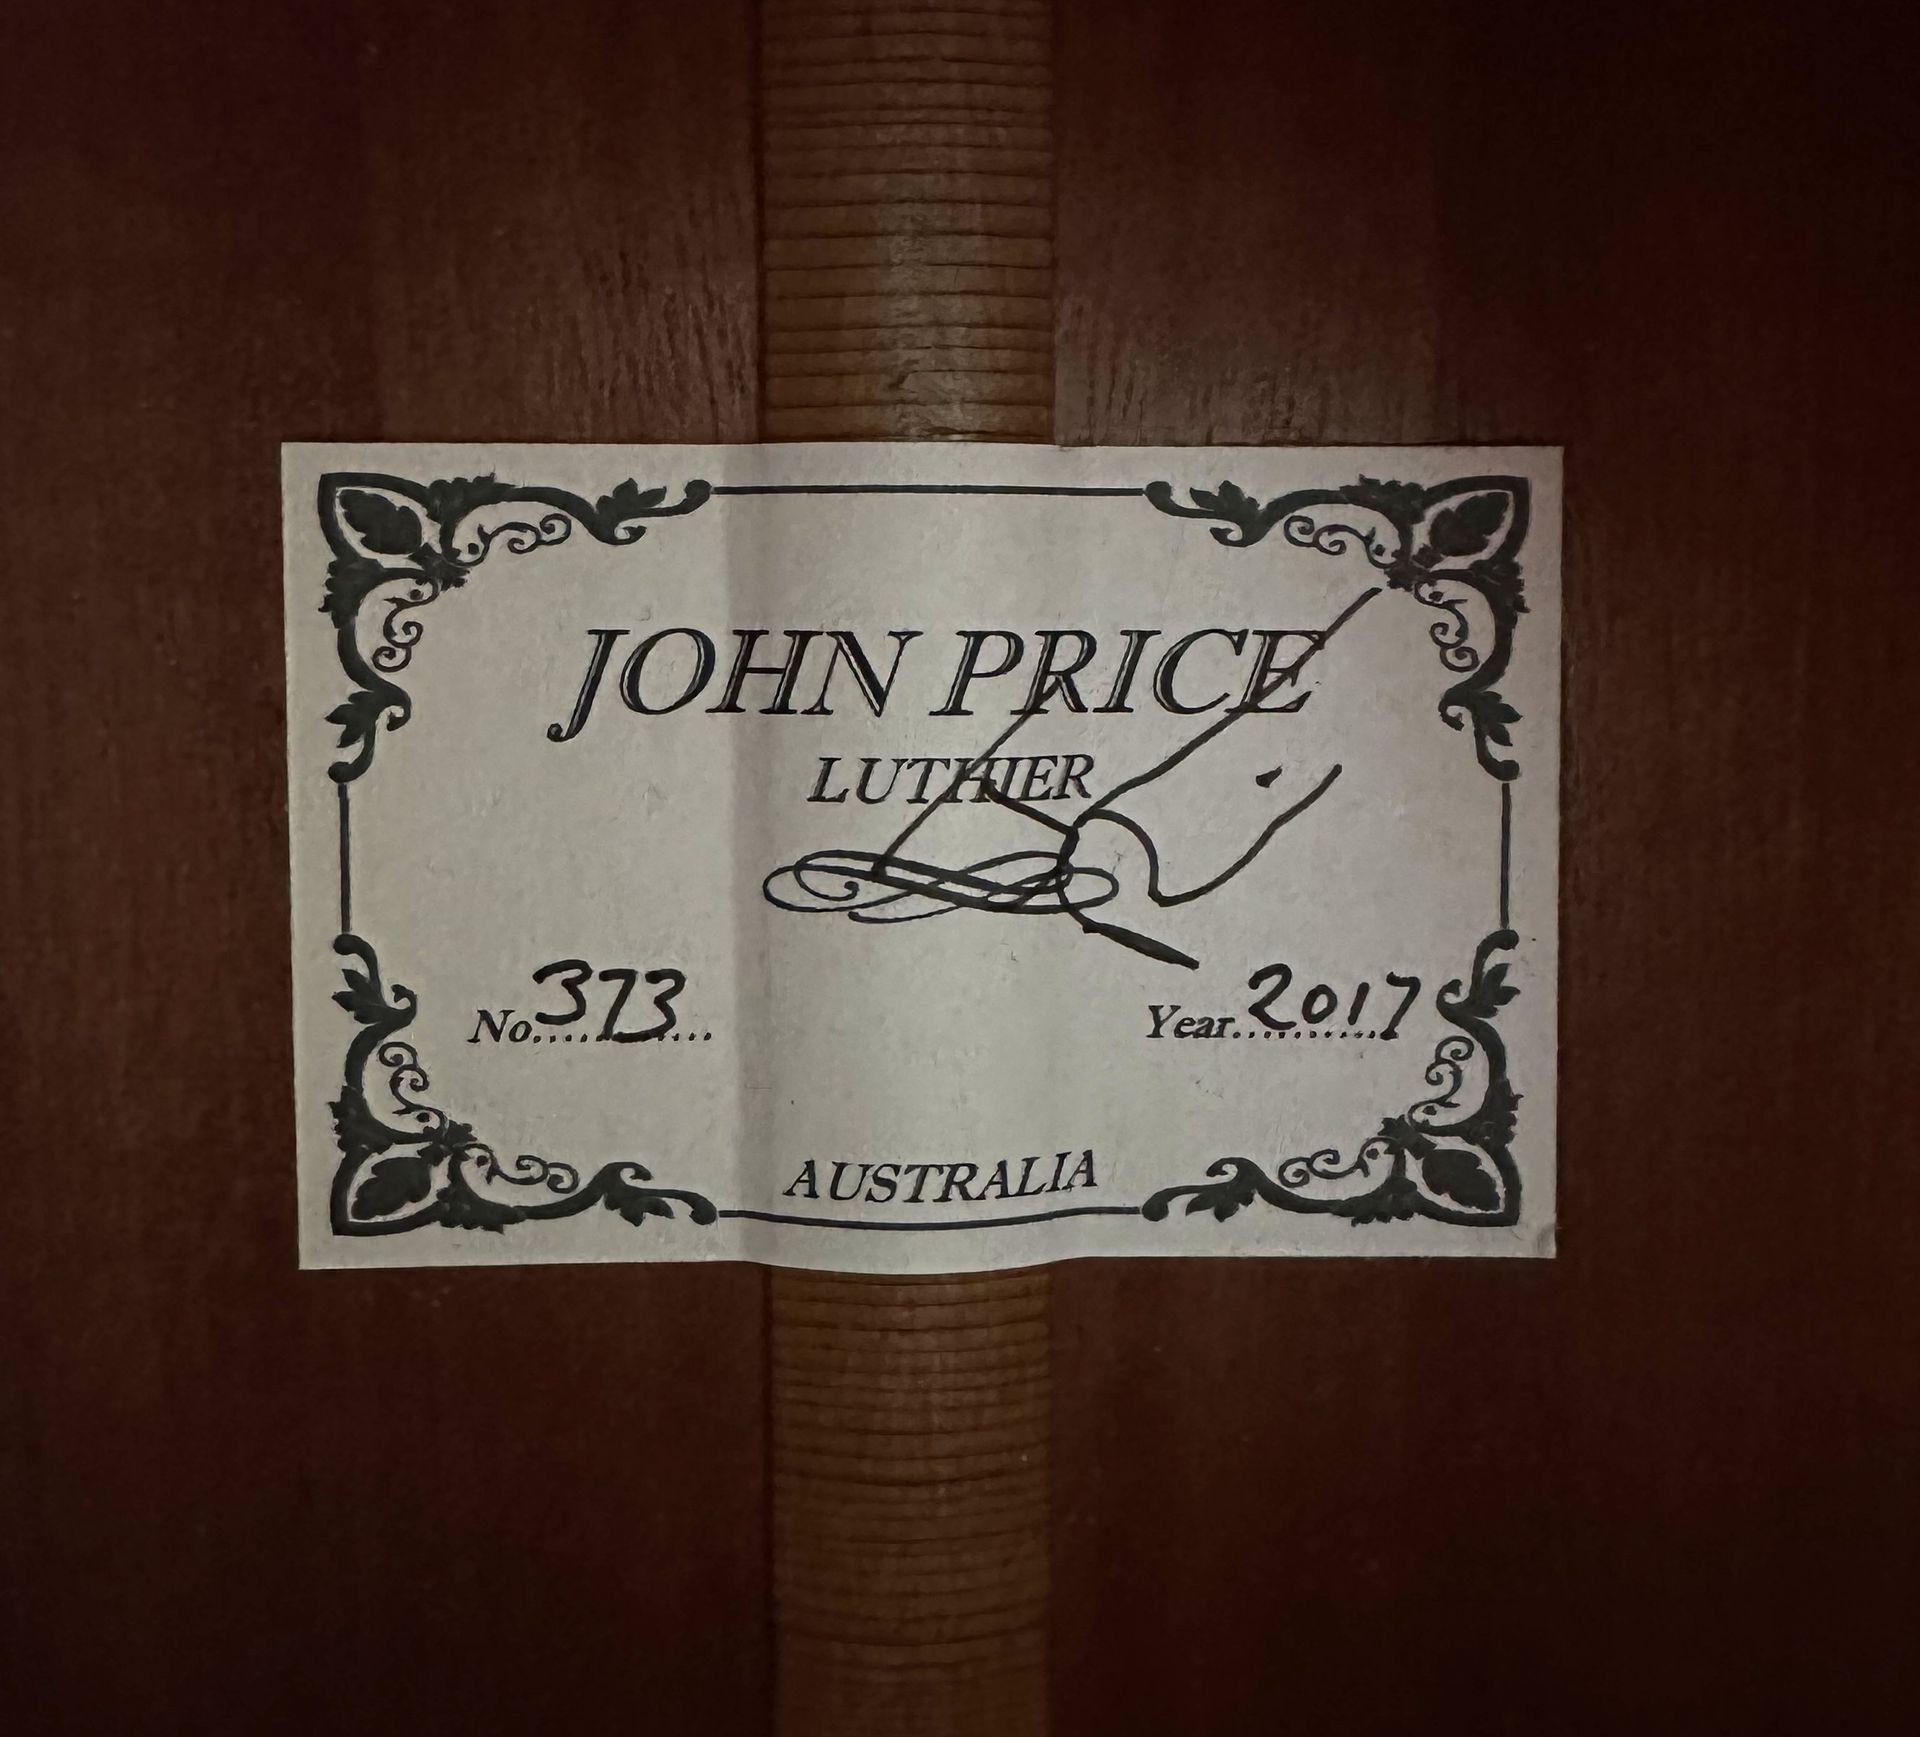 JOHN PRICE
LUTHIER
No. 373
Year 2017
AUSTRALIA